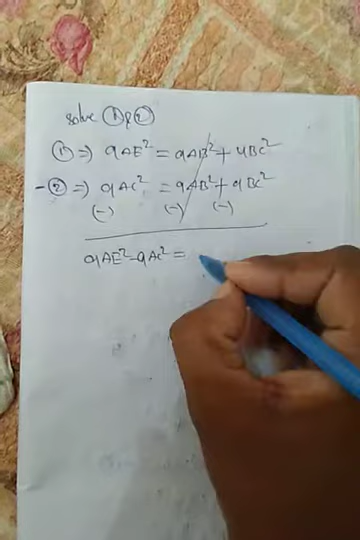 solve ① & ②
① ⇒ 9AE² = 9AB² + 4BC²
-② ⇒ 9AC² = 9AB² + 9BC²
(-) (-) (-)
9AE² - 9AC² =